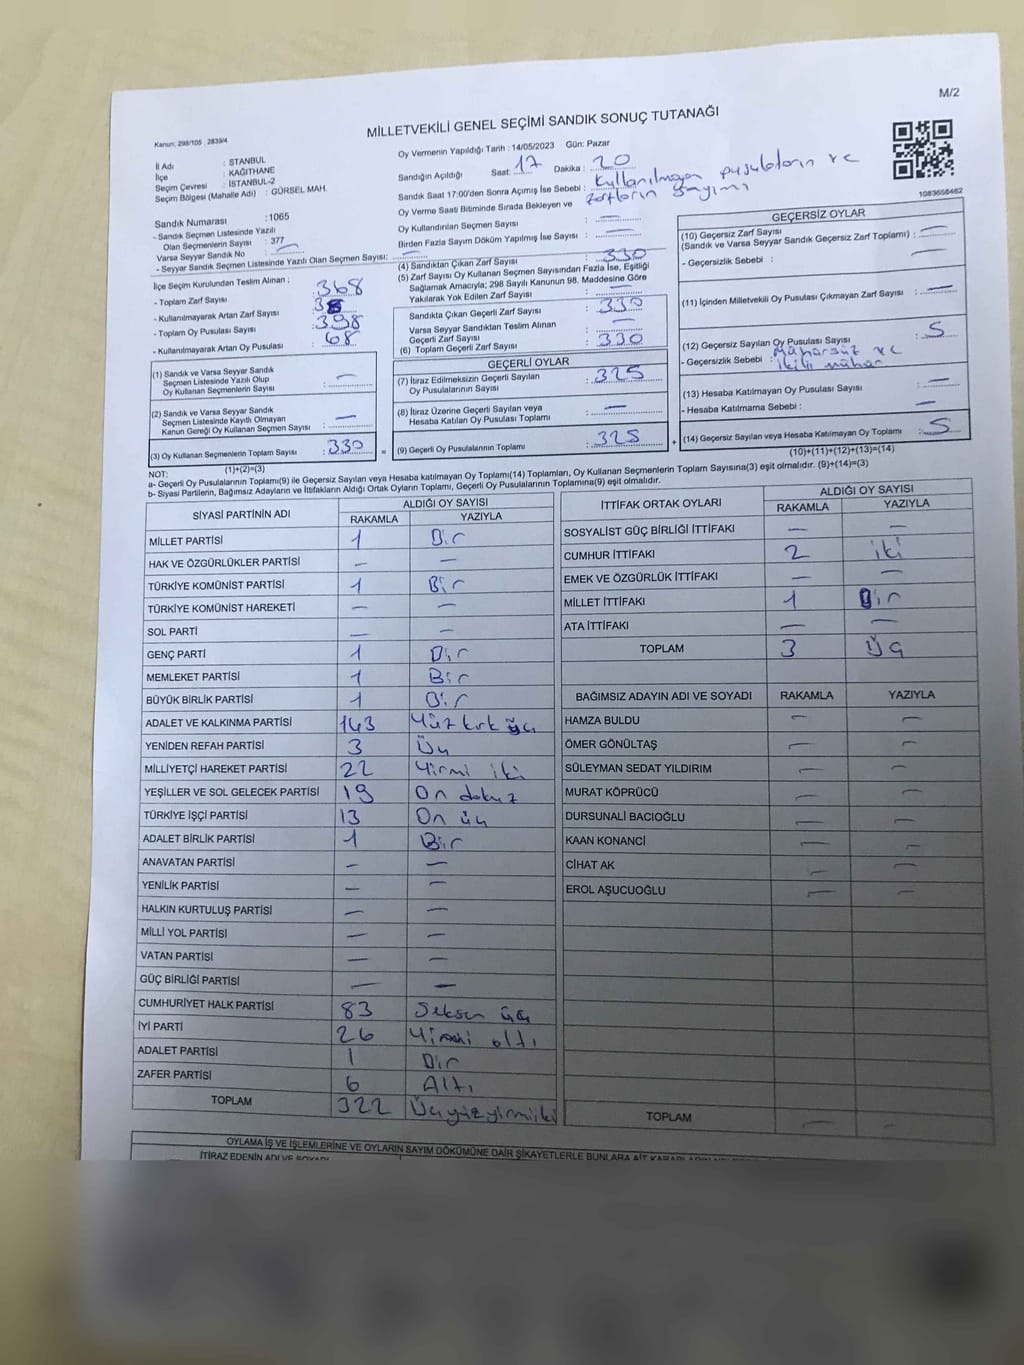 M/2
MİLLETVEKİLİ GENEL SEÇİMİ SANDIK SONUÇ TUTANAĞI
Kanun: 298/105 , 2839/4
İl Adı : STANBUL
İlçe : KAĞITHANE
Seçim Çevresi : İSTANBUL-2
Seçim Bölgesi (Mahalle Adı) : GÜRSEL MAH.
Sandık Numarası :1065
- Sandık Seçmen Listesinde Yazılı
Olan Seçmenlerin Sayısı : 377
Varsa Seyyar Sandık No : —
- Seyyar Sandık Seçmen Listesinde Yazılı Olan Seçmen Sayısı:
İlçe Seçim Kurulundan Teslim Alınan :
- Toplam Zarf Sayısı : 368
- Kullanılmayarak Artan Zarf Sayısı : 38
- Toplam Oy Pusulası Sayısı : 398
- Kullanılmayarak Artan Oy Pusulası : 68
Oy Vermenin Yapıldığı Tarih : 14/05/2023 Gün: Pazar
Sandığın Açıldığı Saat: 17 Dakika : 20
Sandık Saat 17:00'den Sonra Açılmış İse Sebebi : Kullanılmayan pusulaların ve
zarfların sayımı
Oy Verme Saati Bitiminde Sırada Bekleyen ve
Oy Kullandırılan Seçmen Sayısı : —
Birden Fazla Sayım Döküm Yapılmış İse Sayısı : —
(4) Sandıktan Çıkan Zarf Sayısı : 330
(5) Zarf Sayısı Oy Kullanan Seçmen Sayısından Fazla İse, Eşitliği
Sağlamak Amacıyla; 298 Sayılı Kanunun 98. Maddesine Göre
Yakılarak Yok Edilen Zarf Sayısı : —
Sandıkta Çıkan Geçerli Zarf Sayısı : 330
Varsa Seyyar Sandıktan Teslim Alınan
Geçerli Zarf Sayısı : —
(6) Toplam Geçerli Zarf Sayısı : 330
1083658462
GEÇERSİZ OYLAR
(10) Geçersiz Zarf Sayısı
(Sandık ve Varsa Seyyar Sandık Geçersiz Zarf Toplamı) : —
- Geçersizlik Sebebi : —
(11) İçinden Milletvekili Oy Pusulası Çıkmayan Zarf Sayısı : —
(12) Geçersiz Sayılan Oy Pusulası Sayısı : 5
- Geçersizlik Sebebi : Mühürsüz ve
ikili mühür
(13) Hesaba Katılmayan Oy Pusulası Sayısı : —
- Hesaba Katılmama Sebebi : —
(14) Geçersiz Sayılan veya Hesaba Katılmayan Oy Toplamı : 5
(10)+(11)+(12)+(13)=(14)
(1) Sandık ve Varsa Seyyar Sandık
Seçmen Listesinde Yazılı Olup
Oy Kullanan Seçmenlerin Sayısı : —
(2) Sandık ve Varsa Seyyar Sandık
Seçmen Listesinde Kayıtlı Olmayan
Kanun Gereği Oy Kullanan Seçmen Sayısı : —
(3) Oy Kullanan Seçmenlerin Toplam Sayısı : 330
(1)+(2)=(3)
GEÇERLİ OYLAR
(7) İtiraz Edilmeksizin Geçerli Sayılan
Oy Pusulalarının Sayısı : 325
(8) İtiraz Üzerine Geçerli Sayılan veya
Hesaba Katılan Oy Pusulası Toplamı : —
= (9) Geçerli Oy Pusulalarının Toplamı : 325 +
NOT:
a- Geçerli Oy Pusulalarının Toplamı(9) ile Geçersiz Sayılan veya Hesaba katılmayan Oy Toplamı(14) Toplamları, Oy Kullanan Seçmenlerin Toplam Sayısına(3) eşit olmalıdır. (9)+(14)=(3)
b- Siyasi Partilerin, Bağımsız Adayların ve İttifakların Aldığı Ortak Oyların Toplamı, Geçerli Oy Pusulalarının Toplamına(9) eşit olmalıdır.
SİYASİ PARTİNİN ADI ALDIĞI OY SAYISI
RAKAMLA YAZIYLA
MİLLET PARTİSİ 1 Bir
HAK VE ÖZGÜRLÜKLER PARTİSİ — —
TÜRKİYE KOMÜNİST PARTİSİ 1 Bir
TÜRKİYE KOMÜNİST HAREKETİ — —
SOL PARTİ — —
GENÇ PARTİ 1 Bir
MEMLEKET PARTİSİ 1 Bir
BÜYÜK BİRLİK PARTİSİ 1 Bir
ADALET VE KALKINMA PARTİSİ 143 Yüz kırk üç
YENİDEN REFAH PARTİSİ 3 Üç
MİLLİYETÇİ HAREKET PARTİSİ 22 Yirmi iki
YEŞİLLER VE SOL GELECEK PARTİSİ 19 On dokuz
TÜRKİYE İŞÇİ PARTİSİ 13 On üç
ADALET BİRLİK PARTİSİ 1 Bir
ANAVATAN PARTİSİ — —
YENİLİK PARTİSİ — —
HALKIN KURTULUŞ PARTİSİ — —
MİLLİ YOL PARTİSİ — —
VATAN PARTİSİ — —
GÜÇ BİRLİĞİ PARTİSİ — —
CUMHURİYET HALK PARTİSİ 83 Seksen üç
İYİ PARTİ 26 Yirmi altı
ADALET PARTİSİ 1 Bir
ZAFER PARTİSİ 6 Altı
TOPLAM 322 Üçyüzyirmiiki
İTTİFAK ORTAK OYLARI ALDIĞI OY SAYISI
RAKAMLA YAZIYLA
SOSYALİST GÜÇ BİRLİĞİ İTTİFAKI — —
CUMHUR İTTİFAKI 2 iki
EMEK VE ÖZGÜRLÜK İTTİFAKI — —
MİLLET İTTİFAKI 1 Bir
ATA İTTİFAKI — —
TOPLAM 3 Üç
BAĞIMSIZ ADAYIN ADI VE SOYADI RAKAMLA YAZIYLA
HAMZA BULDU — —
ÖMER GÖNÜLTAŞ — —
SÜLEYMAN SEDAT YILDIRIM — —
MURAT KÖPRÜCÜ — —
DURSUNALİ BACIOĞLU — —
KAAN KONANCİ — —
CİHAT AK — —
EROL AŞUCUOĞLU — —
TOPLAM — —
OYLAMA İŞ VE İŞLEMLERİNE VE OYLARIN SAYIM DÖKÜMÜNE DAİR ŞİKAYETLERLE BUNLARA AİT
İTİRAZ EDENİN ADI VE SOYADI